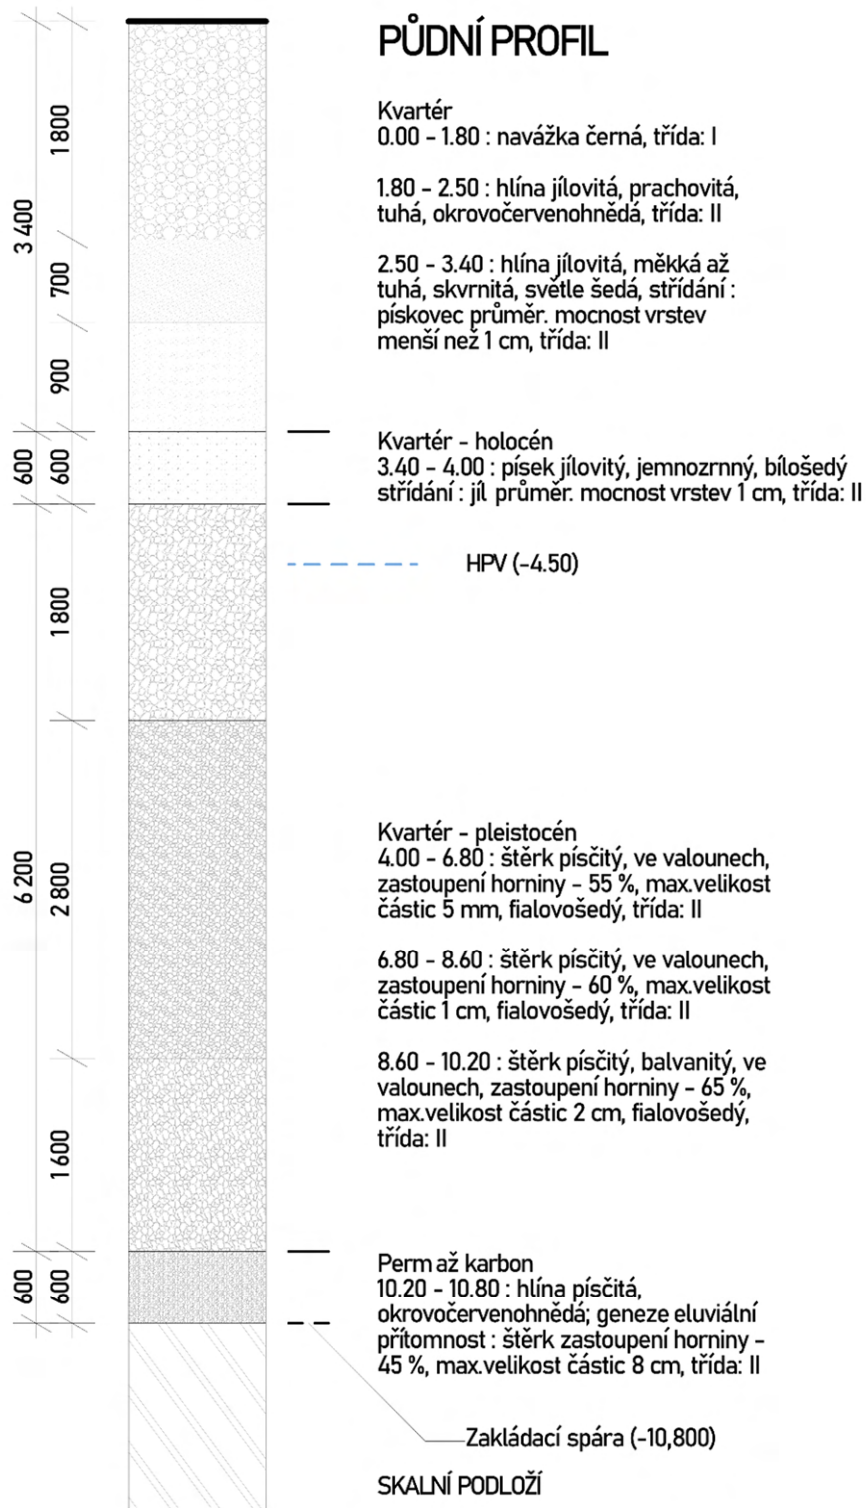 PŮDNÍ PROFIL
Kvartér
0.00 - 1.80 : navážka černá, třída: I
1.80 - 2.50 : hlína jílovitá, prachovitá,
tuhá, okrovočervenohnědá, třída: II
2.50 - 3.40 : hlína jílovitá, měkká až
tuhá, skvrnitá, světle šedá, střídání :
pískovec průměr. mocnost vrstev
menší než 1 cm, třída: II
Kvartér - holocén
3.40 - 4.00 : písek jílovitý, jemnozrnný, bílošedý
střídání : jíl průměr. mocnost vrstev 1 cm, třída: II
HPV (-4.50)
Kvartér - pleistocén
4.00 - 6.80 : štěrk písčitý, ve valounech,
zastoupení horniny - 55 %, max.velikost
částic 5 mm, fialovošedý, třída: II
6.80 - 8.60 : štěrk písčitý, ve valounech,
zastoupení horniny - 60 %, max.velikost
částic 1 cm, fialovošedý, třída: II
8.60 - 10.20 : štěrk písčitý, balvanitý, ve
valounech, zastoupení horniny - 65 %,
max.velikost částic 2 cm, fialovošedý,
třída: II
Perm až karbon
10.20 - 10.80 : hlína písčitá,
okrovočervenohnědá; geneze eluviální
přítomnost : štěrk zastoupení horniny -
45 %, max.velikost částic 8 cm, třída: II
Zakládací spára (-10,800)
SKALNÍ PODLOŽÍ
3 400
600
6 200
600
1800
700
900
600
1800
2 800
1600
600